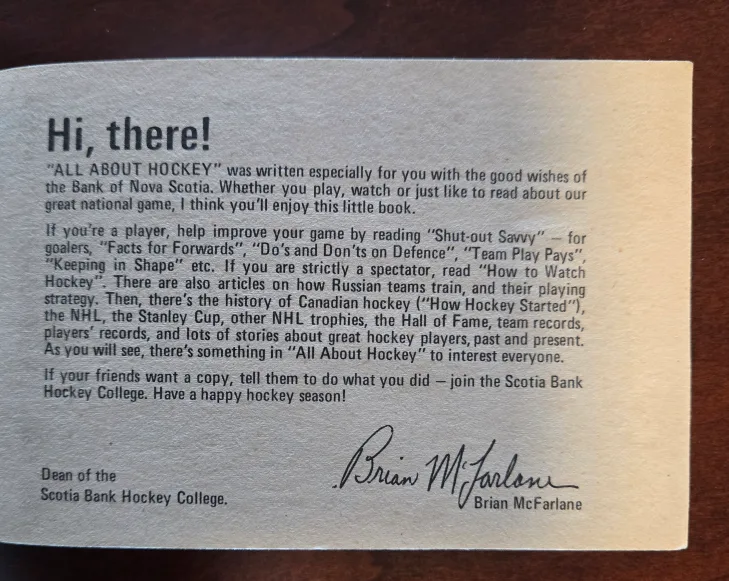 Hi, there!
"ALL ABOUT HOCKEY" was written especially for you with the good wishes of
the Bank of Nova Scotia. Whether you play, watch or just like to read about our
great national game, I think you'll enjoy this little book.
If you're a player, help improve your game by reading "Shut-out Savvy" – for
goalers, "Facts for Forwards", "Do's and Don'ts on Defence", "Team Play Pays",
"Keeping in Shape" etc. If you are strictly a spectator, read "How to Watch
Hockey". There are also articles on how Russian teams train, and their playing
strategy. Then, there's the history of Canadian hockey ("How Hockey Started"),
the NHL, the Stanley Cup, other NHL trophies, the Hall of Fame, team records,
players' records, and lots of stories about great hockey players, past and present.
As you will see, there's something in "All About Hockey" to interest everyone.
If your friends want a copy, tell them to do what you did – join the Scotia Bank
Hockey College. Have a happy hockey season!
Brian McFarlane
Dean of the
Scotia Bank Hockey College.
Brian McFarlane